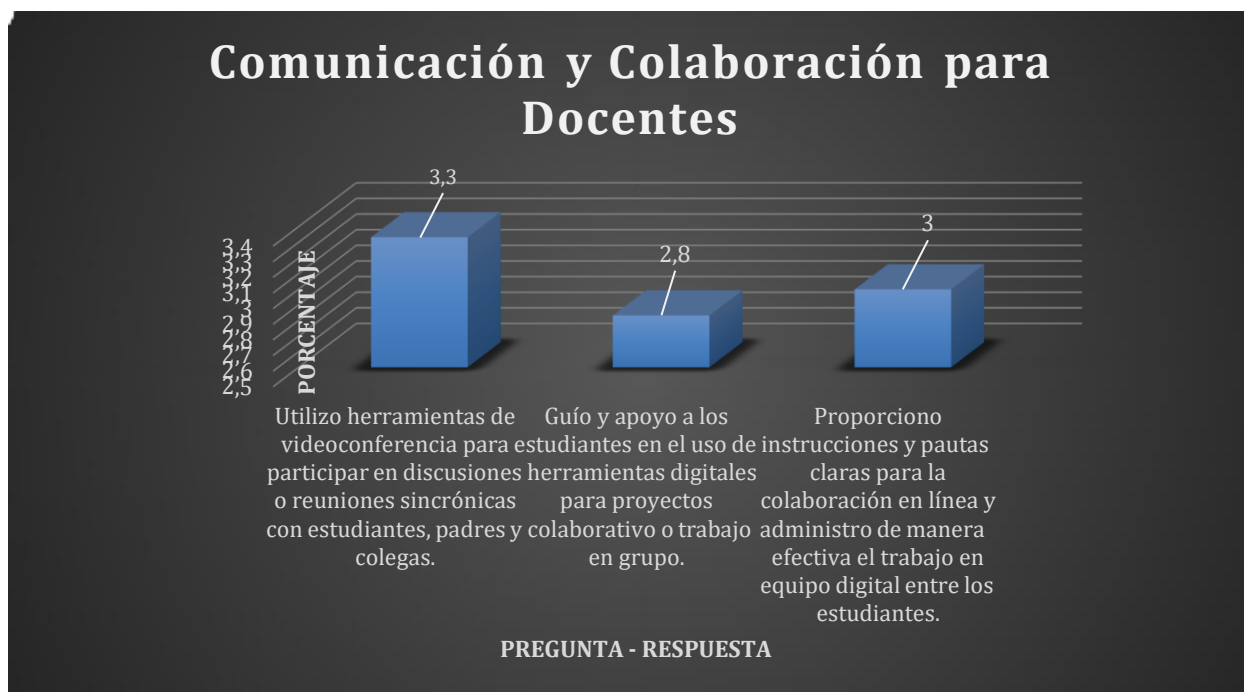 Comunicación y Colaboración para
Docentes
3,3
2,8
3
3,4
3,3
3,2
3,1
3
2,9
2,8
2,7
2,6
2,5
PORCENTAJE
Utilizo herramientas de
videoconferencia para
participar en discusiones
o reuniones sincrónicas
con estudiantes, padres y
colegas.
Guío y apoyo a los
estudiantes en el uso de
herramientas digitales
para proyectos
colaborativo o trabajo
en grupo.
Proporciono
instrucciones y pautas
claras para la
colaboración en línea y
administro de manera
efectiva el trabajo en
equipo digital entre los
estudiantes.
PREGUNTA - RESPUESTA